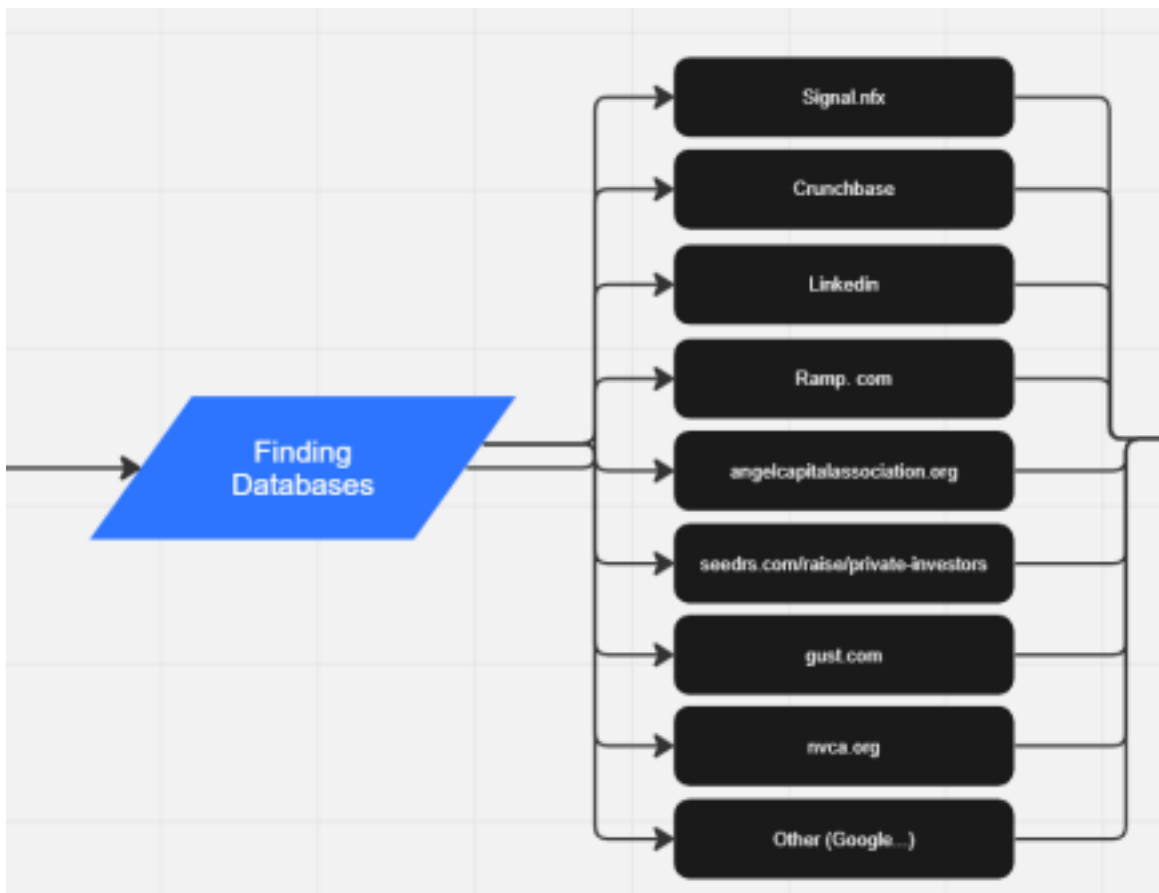 Signal.nfx
Crunchbase
Linkedin
Ramp. com
Finding
Databases
angelcapitalassociation.org
seedrs.com/raise/private-investors
gust.com
nvca.org
Other (Google...)